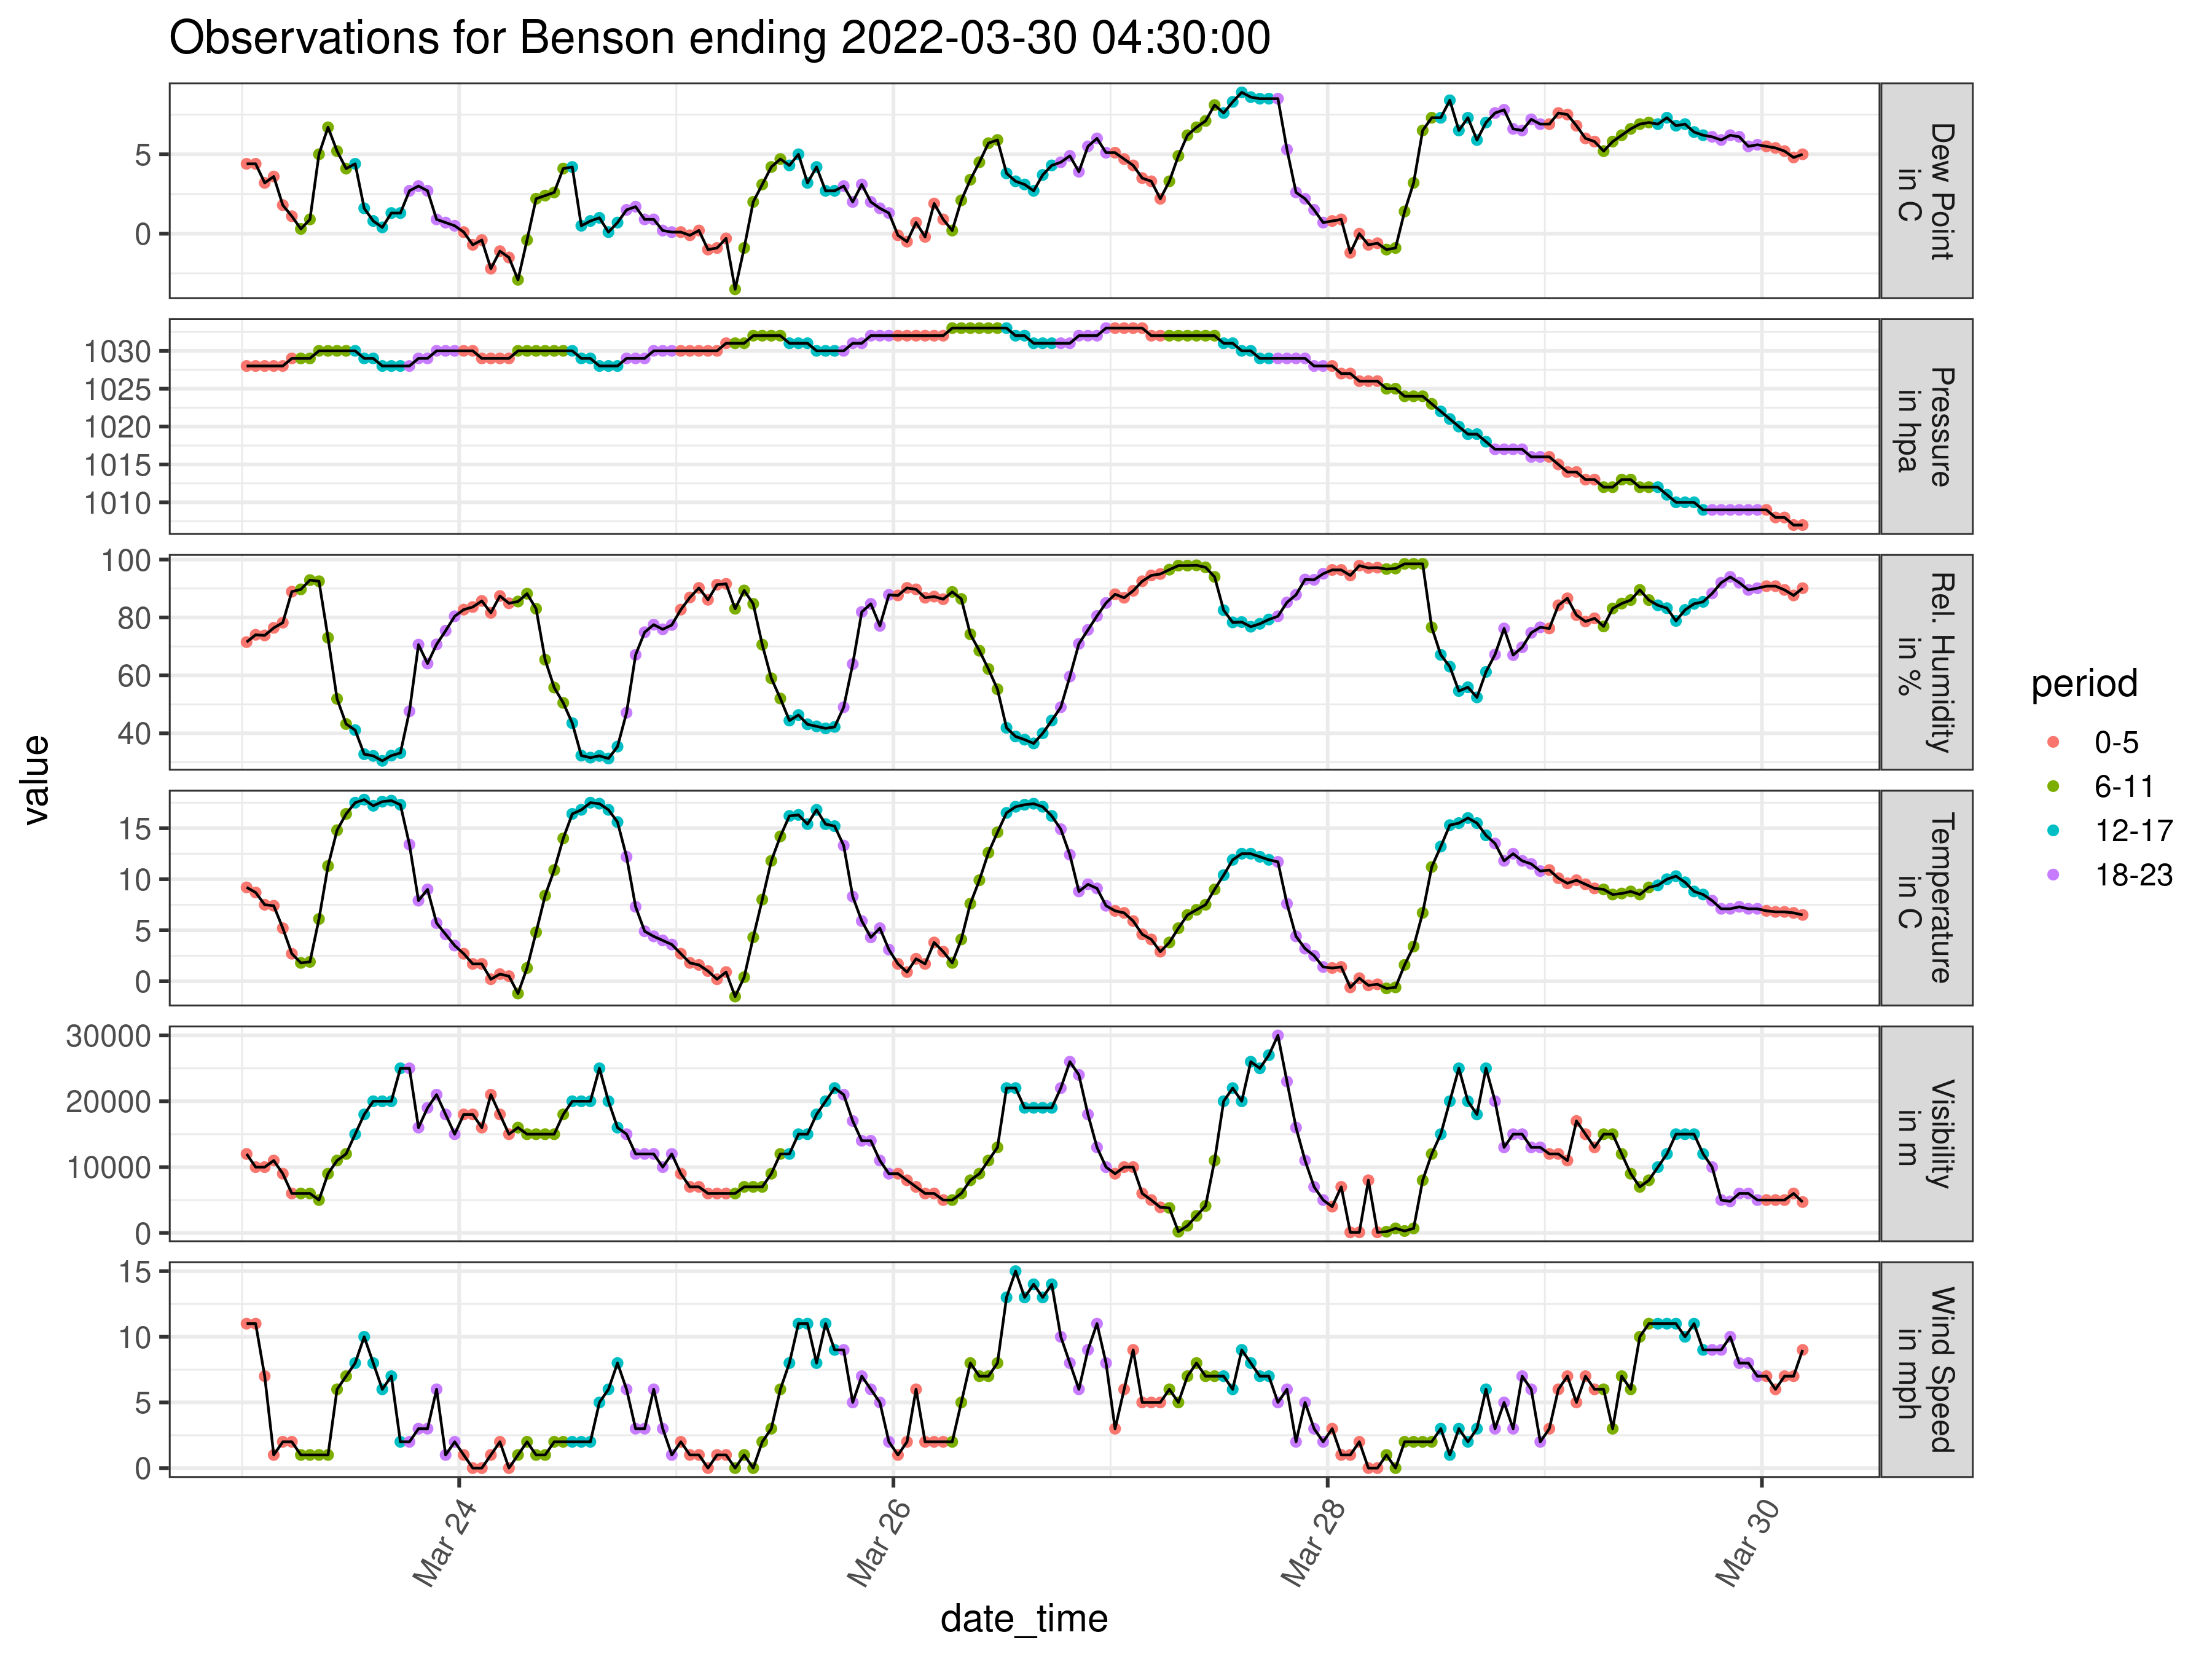 Observations for Benson ending 2022-03-30 04:30:00
value
5
0
Dew Point
in C
1030
1025
1020
1015
1010
Pressure
in hpa
100
80
60
40
Rel. Humidity
in %
15
10
5
0
Temperature
in C
30000
20000
10000
0
Visibility
in m
15
10
5
0
Wind Speed
in mph
Mar 24
Mar 26
Mar 28
Mar 30
date_time
period
0-5
6-11
12-17
18-23